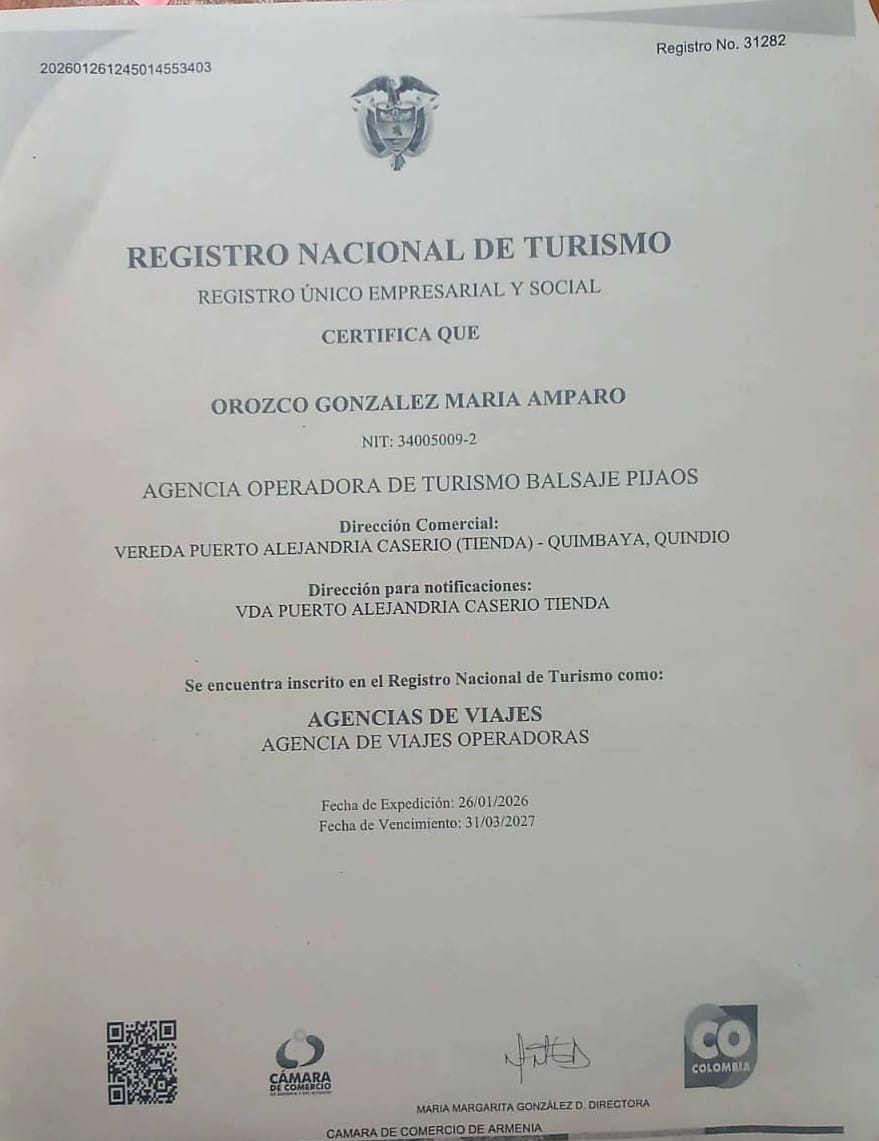 202601261245014553403
Registro No. 31282
REGISTRO NACIONAL DE TURISMO
REGISTRO ÚNICO EMPRESARIAL Y SOCIAL
CERTIFICA QUE
OROZCO GONZALEZ MARIA AMPARO
NIT: 34005009-2
AGENCIA OPERADORA DE TURISMO BALSAJE PIJAOS
Dirección Comercial:
VEREDA PUERTO ALEJANDRIA CASERIO (TIENDA) - QUIMBAYA, QUINDIO
Dirección para notificaciones:
VDA PUERTO ALEJANDRIA CASERIO TIENDA
Se encuentra inscrito en el Registro Nacional de Turismo como:
AGENCIAS DE VIAJES
AGENCIA DE VIAJES OPERADORAS
Fecha de Expedición: 26/01/2026
Fecha de Vencimiento: 31/03/2027
CÁMARA
DE COMERCIO
CO
COLOMBIA
MARIA MARGARITA GONZÁLEZ D. DIRECTORA
CAMARA DE COMERCIO DE ARMENIA